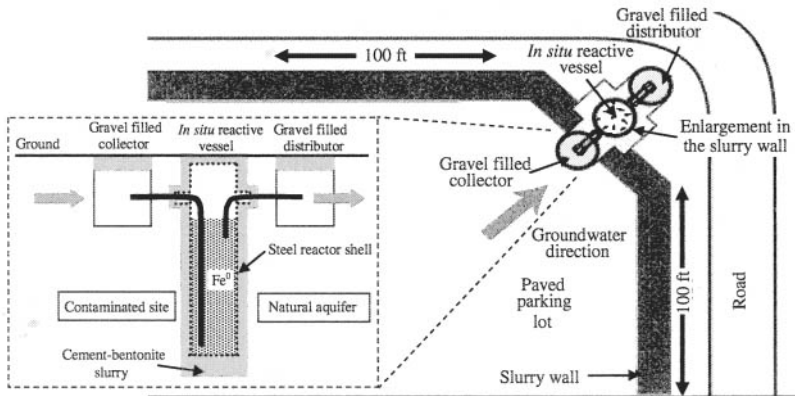 Gravel filled
distributor
In situ reactive
vessel
100 ft
Enlargement in
the slurry wall
Gravel filled
collector
Groundwater
direction
Paved
parking
lot
Slurry wall
100 ft
Road
Ground
Gravel filled
collector
In situ reactive
vessel
Gravel filled
distributor
Steel reactor shell
Fe⁰
Contaminated site
Natural aquifer
Cement-bentonite
slurry